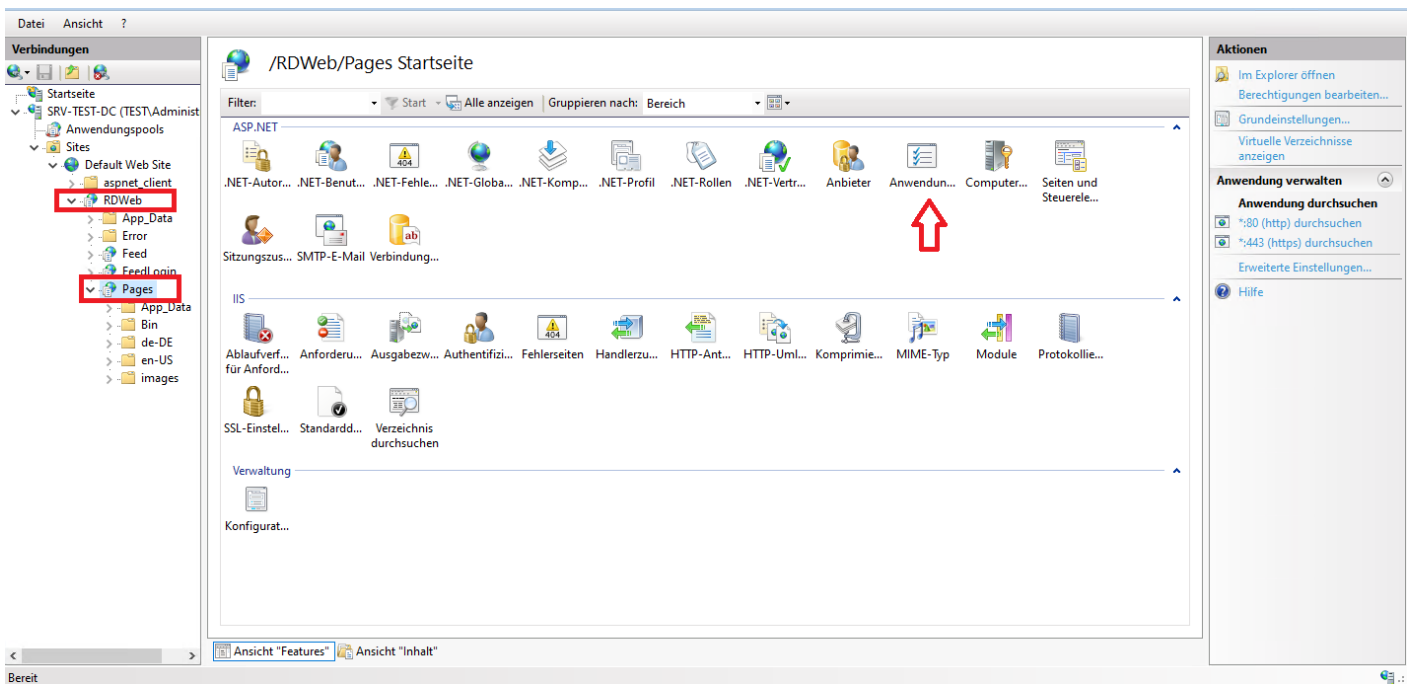 Datei Ansicht ?
Verbindungen
Startseite
SRV-TEST-DC (TEST\Administ
Anwendungspools
Sites
Default Web Site
aspnet_client
RDWeb
App_Data
Error
Feed
FeedLogin
Pages
App_Data
Bin
de-DE
en-US
images
/RDWeb/Pages Startseite
Filter: Start Alle anzeigen Gruppieren nach: Bereich
ASP.NET
.NET-Autor... .NET-Benut... .NET-Fehle... .NET-Globa... .NET-Komp... .NET-Profil .NET-Rollen .NET-Vertr... Anbieter Anwendun... Computer... Seiten und
Steuerele...
Sitzungszus... SMTP-E-Mail Verbindung...
IIS
Ablaufverf... Anforderu... Ausgabezw... Authentifizi... Fehlerseiten Handlerzu... HTTP-Ant... HTTP-Uml... Komprimie... MIME-Typ Module Protokollie...
für Anford...
SSL-Einstel... Standardd... Verzeichnis
durchsuchen
Verwaltung
Konfigurat...
Ansicht "Features" Ansicht "Inhalt"
Aktionen
Im Explorer öffnen
Berechtigungen bearbeiten...
Grundeinstellungen...
Virtuelle Verzeichnisse
anzeigen
Anwendung verwalten
Anwendung durchsuchen
*:80 (http) durchsuchen
*:443 (https) durchsuchen
Erweiterte Einstellungen...
Hilfe
Bereit